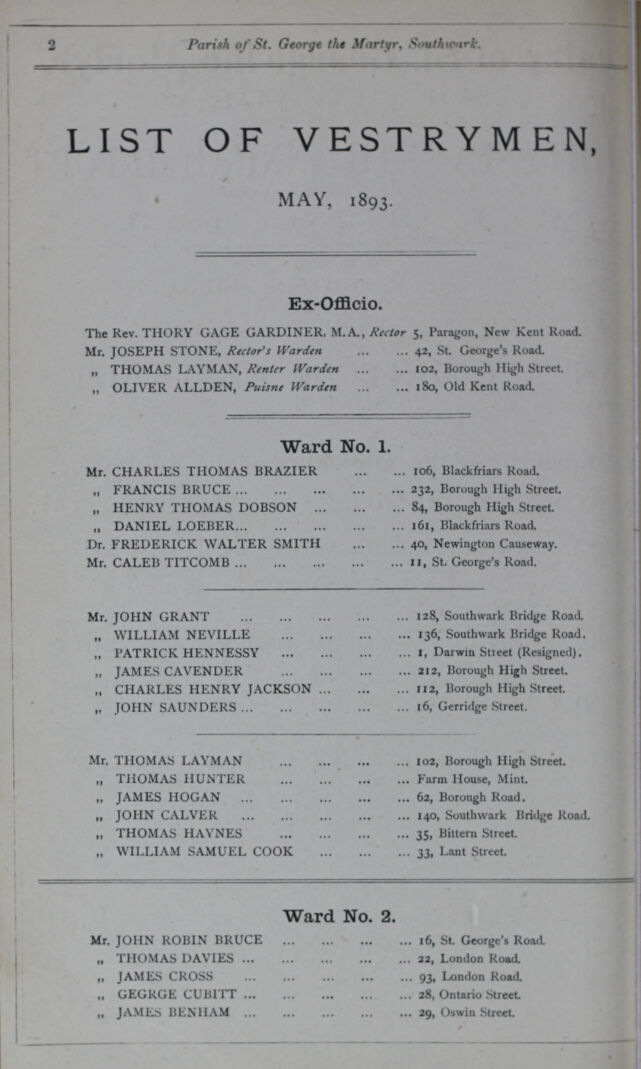 2 Parish of St. George the Martyr, Southwark.
LIST OF VESTRYMEN,
MAY, 1893.
Ex-Officio.
The Rev. THORY GAGE GARDINER, M.A., Rector 5, Paragon, New Kent Road.
Mr. JOSEPH STONE, Rector's Warden ... ... 42, St. George's Road.
„ THOMAS LAYMAN, Renter Warden ... ... 102, Borough High Street.
„ OLIVER ALLDEN, Puisne Warden ... ... 180, Old Kent Road.
Ward No. 1.
Mr. CHARLES THOMAS BRAZIER ... ... 106, Blackfriars Road.
„ FRANCIS BRUCE ... ... ... ... ... 232, Borough High Street.
„ HENRY THOMAS DOBSON ... ... ... 84, Borough High Street.
„ DANIEL LOEBER... ... ... ... ... 161, Blackfriars Road.
Dr. FREDERICK WALTER SMITH ... ... 40, Newington Causeway.
Mr. CALEB TITCOMB ... ... ... ... ... 11, St. George's Road.
Mr. JOHN GRANT ... ... ... ... ... 128, Southwark Bridge Road.
„ WILLIAM NEVILLE ... ... ... ... 136, Southwark Bridge Road.
„ PATRICK HENNESSY ... ... ... ... 1, Darwin Street (Resigned).
„ JAMES CAVENDER ... ... ... ... 212, Borough High Street.
„ CHARLES HENRY JACKSON ... ... ... 112, Borough High Street.
„ JOHN SAUNDERS ... ... ... ... ... 16, Gerridge Street.
Mr. THOMAS LAYMAN ... ... ... ... 102, Borough High Street.
„ THOMAS HUNTER ... ... ... ... Farm House, Mint.
„ JAMES HOGAN ... ... ... ... ... 62, Borough Road.
„ JOHN CALVER ... ... ... ... ... 140, Southwark Bridge Road.
„ THOMAS HAYNES ... ... ... ... 35, Bittern Street.
„ WILLIAM SAMUEL COOK ... ... ... 33, Lant Street.
Ward No. 2.
Mr. JOHN ROBIN BRUCE ... ... ... ... 16, St. George's Road.
„ THOMAS DAVIES ... ... ... ... ... 22, London Road.
„ JAMES CROSS ... ... ... ... ... 93, London Road.
„ GEORGE CUBITT ... ... ... ... ... 28, Ontario Street.
„ JAMES BENHAM ... ... ... ... ... 29, Oswin Street.